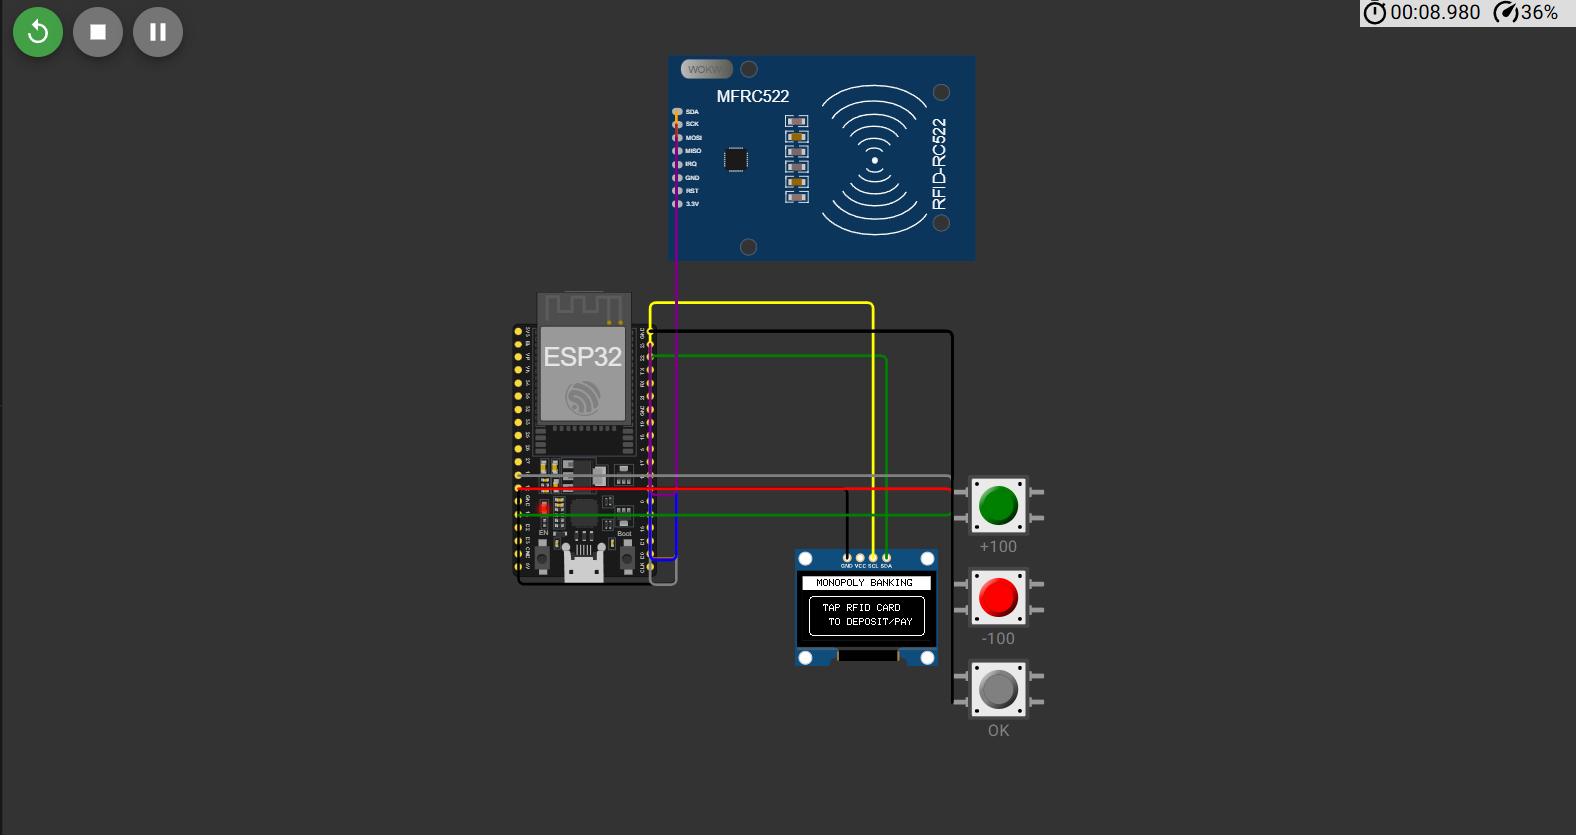 00:08.980
36%
WOKWI
MFRC522
SDA
SCK
MOSI
MISO
IRQ
GND
RST
3.3V
RFID-RC522
ESP32
EN
Boot
+100
GND VCC SCL SDA
MONOPOLY BANKING
TAP RFID CARD
TO DEPOSIT/PAY
-100
OK